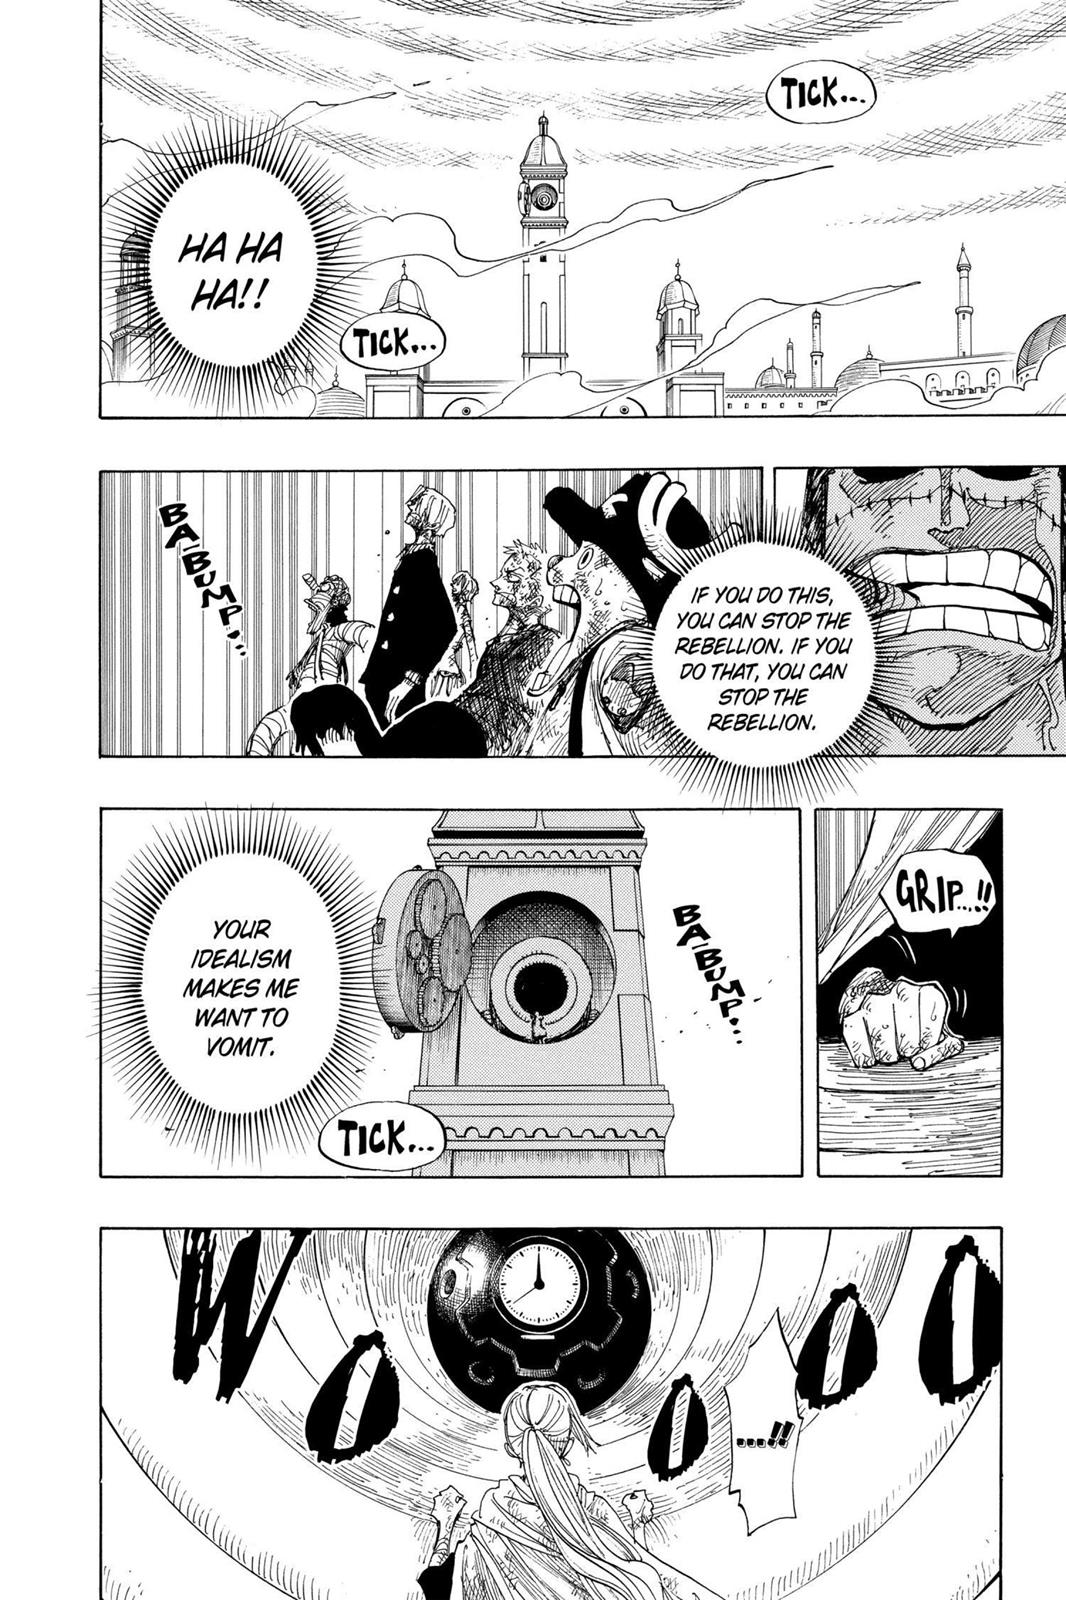 TICK...
HA HA
HA!!
TICK...
BA-BUMP...
IF YOU DO THIS,
YOU CAN STOP THE
REBELLION. IF YOU
DO THAT, YOU CAN
STOP THE
REBELLION.
YOUR
IDEALISM
MAKES ME
WANT TO
VOMIT.
TICK...
BA-BUMP...
GRIP...!!
WOOOO
....!!